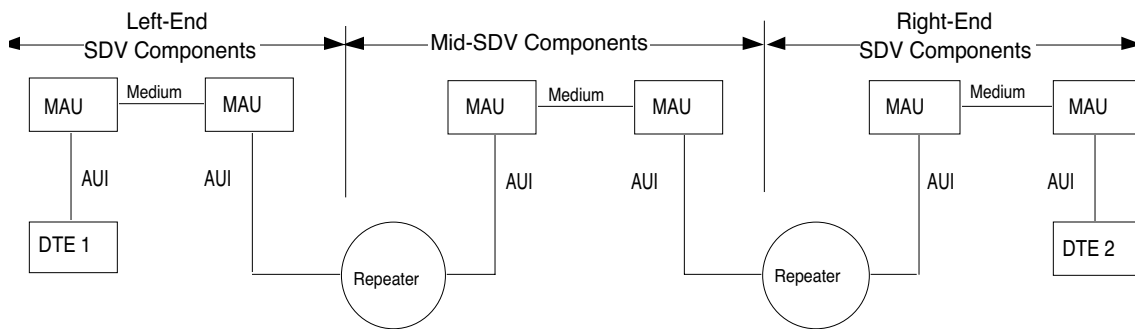 Left-End
SDV Components
Mid-SDV Components
Right-End
SDV Components
MAU
Medium
MAU
MAU
Medium
MAU
MAU
Medium
MAU
AUI
AUI
AUI
AUI
AUI
AUI
DTE 1
Repeater
Repeater
DTE 2